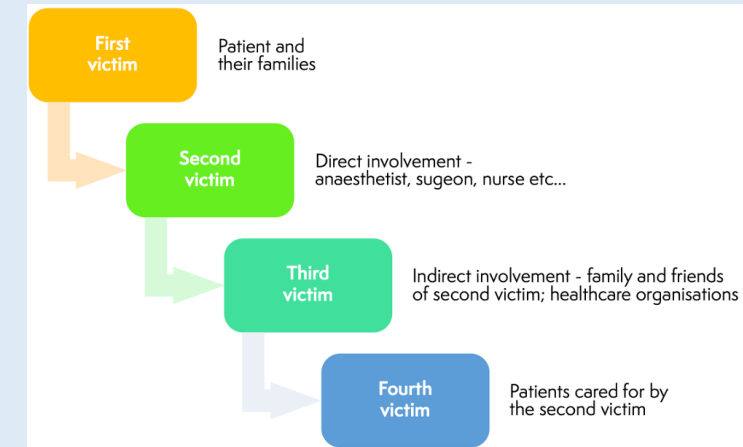 First
victim
Patient and
their families
Second
victim
Direct involvement -
anaesthetist, sugeon, nurse etc...
Third
victim
Indirect involvement - family and friends
of second victim; healthcare organisations
Fourth
victim
Patients cared for by
the second victim